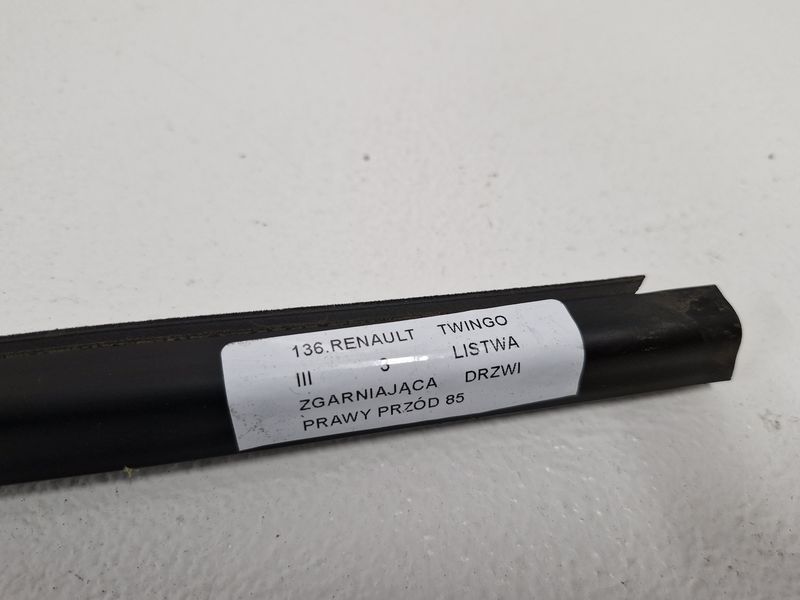 136.RENAULT TWINGO
III 3 LISTWA
ZGARNIAJĄCA DRZWI
PRAWY PRZÓD 85